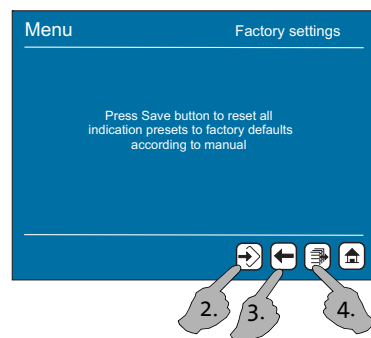 Menu Factory settings
Press Save button to reset all
indication presets to factory defaults
according to manual
2. 3. 4.